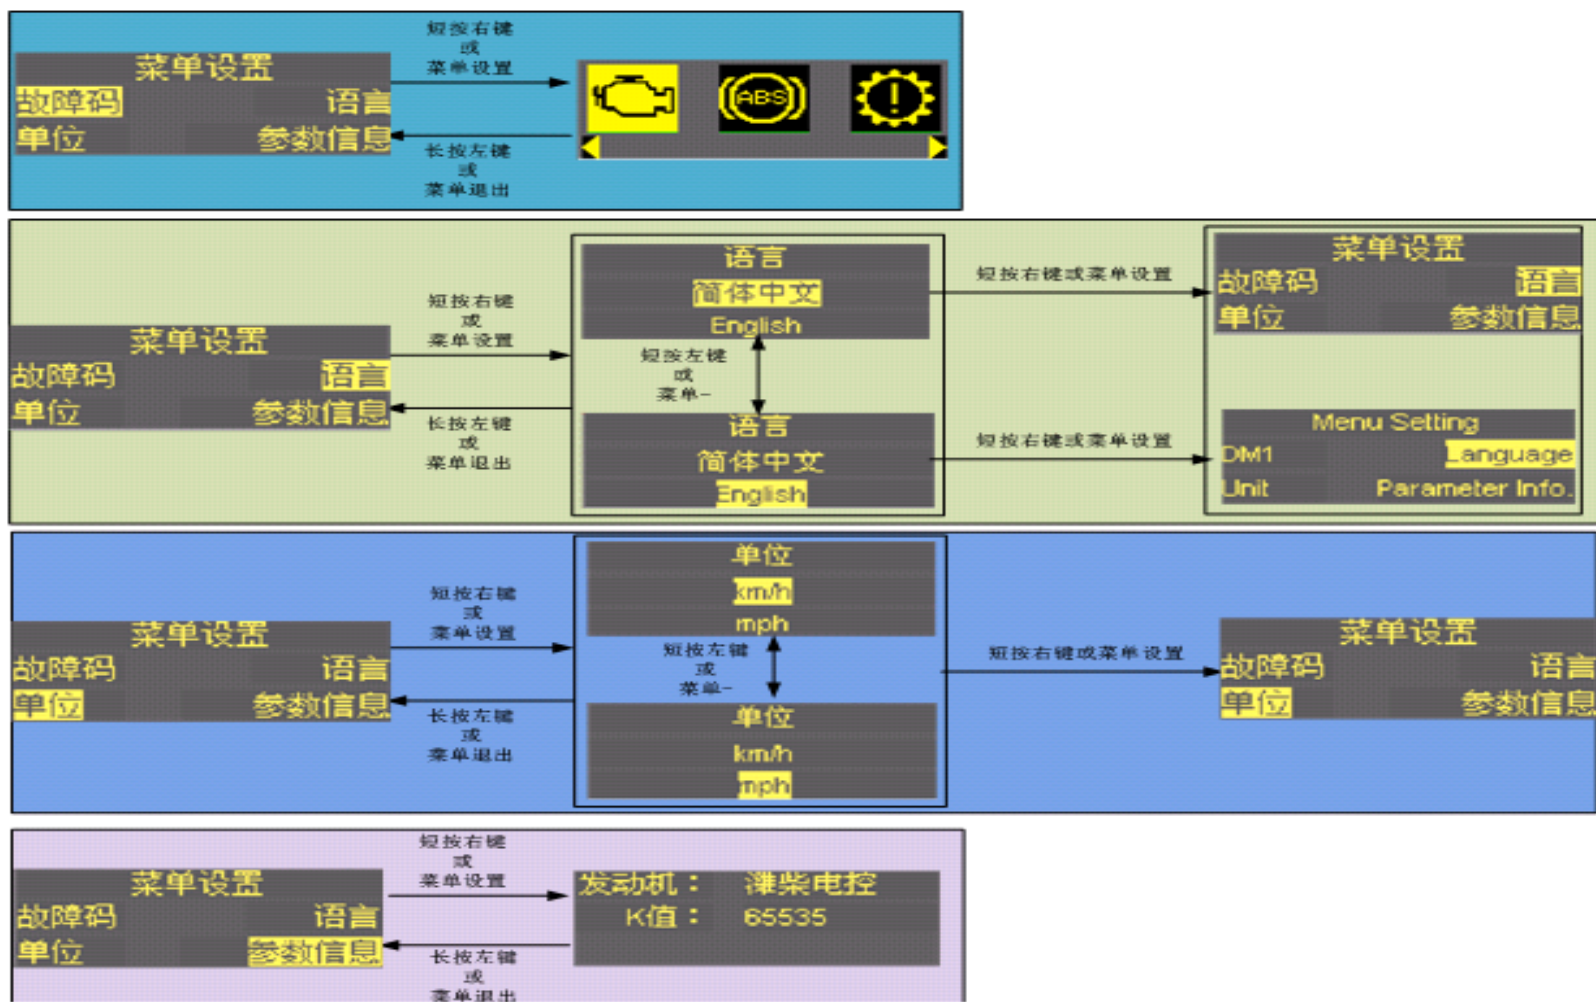 短按右键
或
菜单设置
菜单设置
故障码 语言
单位 参数信息
ABS
长按左键
或
菜单退出
语言
简体中文
English
短按右键或菜单设置
菜单设置
故障码 语言
单位 参数信息
短按右键
或
菜单设置
菜单设置
故障码 语言
单位 参数信息
短按左键
或
菜单-
长按左键
或
菜单退出
语言
简体中文
English
短按右键或菜单设置
Menu Setting
DM1 Language
Unit Parameter Info.
单位
km/h
mph
短按右键
或
菜单设置
菜单设置
故障码 语言
单位 参数信息
短按左键
或
菜单-
短按右键或菜单设置
菜单设置
故障码 语言
单位 参数信息
长按左键
或
菜单退出
单位
km/h
mph
短按右键
或
菜单设置
菜单设置
故障码 语言
单位 参数信息
发动机： 潍柴电控
K值： 65535
长按左键
或
菜单退出